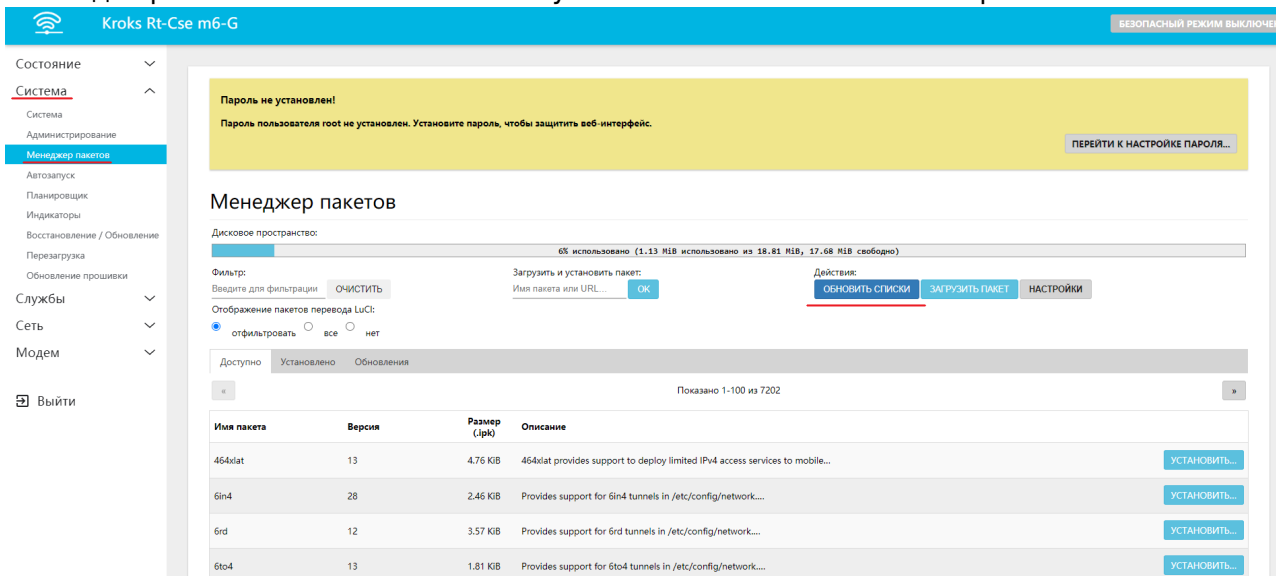 Kroks Rt-Cse m6-G
БЕЗОПАСНЫЙ РЕЖИМ ВЫКЛЮЧЕ
Состояние
Система
Система
Администрирование
Менеджер пакетов
Автозапуск
Планировщик
Индикаторы
Восстановление / Обновление
Перезагрузка
Обновление прошивки
Службы
Сеть
Модем
Выйти
Пароль не установлен!
Пароль пользователя root не установлен. Установите пароль, чтобы защитить веб-интерфейс.
ПЕРЕЙТИ К НАСТРОЙКЕ ПАРОЛЯ...
Менеджер пакетов
Дисковое пространство:
6% использовано (1.13 MiB использовано из 18.81 MiB, 17.68 MiB свободно)
Фильтр:
Введите для фильтрации ОЧИСТИТЬ
Загрузить и установить пакет:
Имя пакета или URL... OK
Действия:
ОБНОВИТЬ СПИСКИ ЗАГРУЗИТЬ ПАКЕТ НАСТРОЙКИ
Отображение пакетов перевода LuCI:
отфильтровать все нет
Доступно Установлено Обновления
« Показано 1-100 из 7202 »
Имя пакета Версия Размер (.ipk) Описание
464xlat 13 4.76 KiB 464xlat provides support to deploy limited IPv4 access services to mobile... УСТАНОВИТЬ...
6in4 28 2.46 KiB Provides support for 6in4 tunnels in /etc/config/network.... УСТАНОВИТЬ...
6rd 12 3.57 KiB Provides support for 6rd tunnels in /etc/config/network.... УСТАНОВИТЬ...
6to4 13 1.81 KiB Provides support for 6to4 tunnels in /etc/config/network.... УСТАНОВИТЬ...